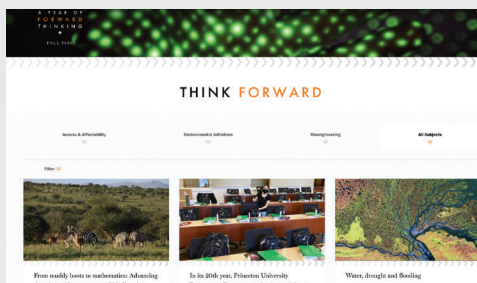 A YEAR OF
FORWARD
THINKING
THINK FORWARD
Access & Affordability
Environmental Initiatives
Bioengineering
All Subjects
Filter
From muddy boots to mathematics: Advancing
In its 20th year, Princeton University
Water, drought and flooding